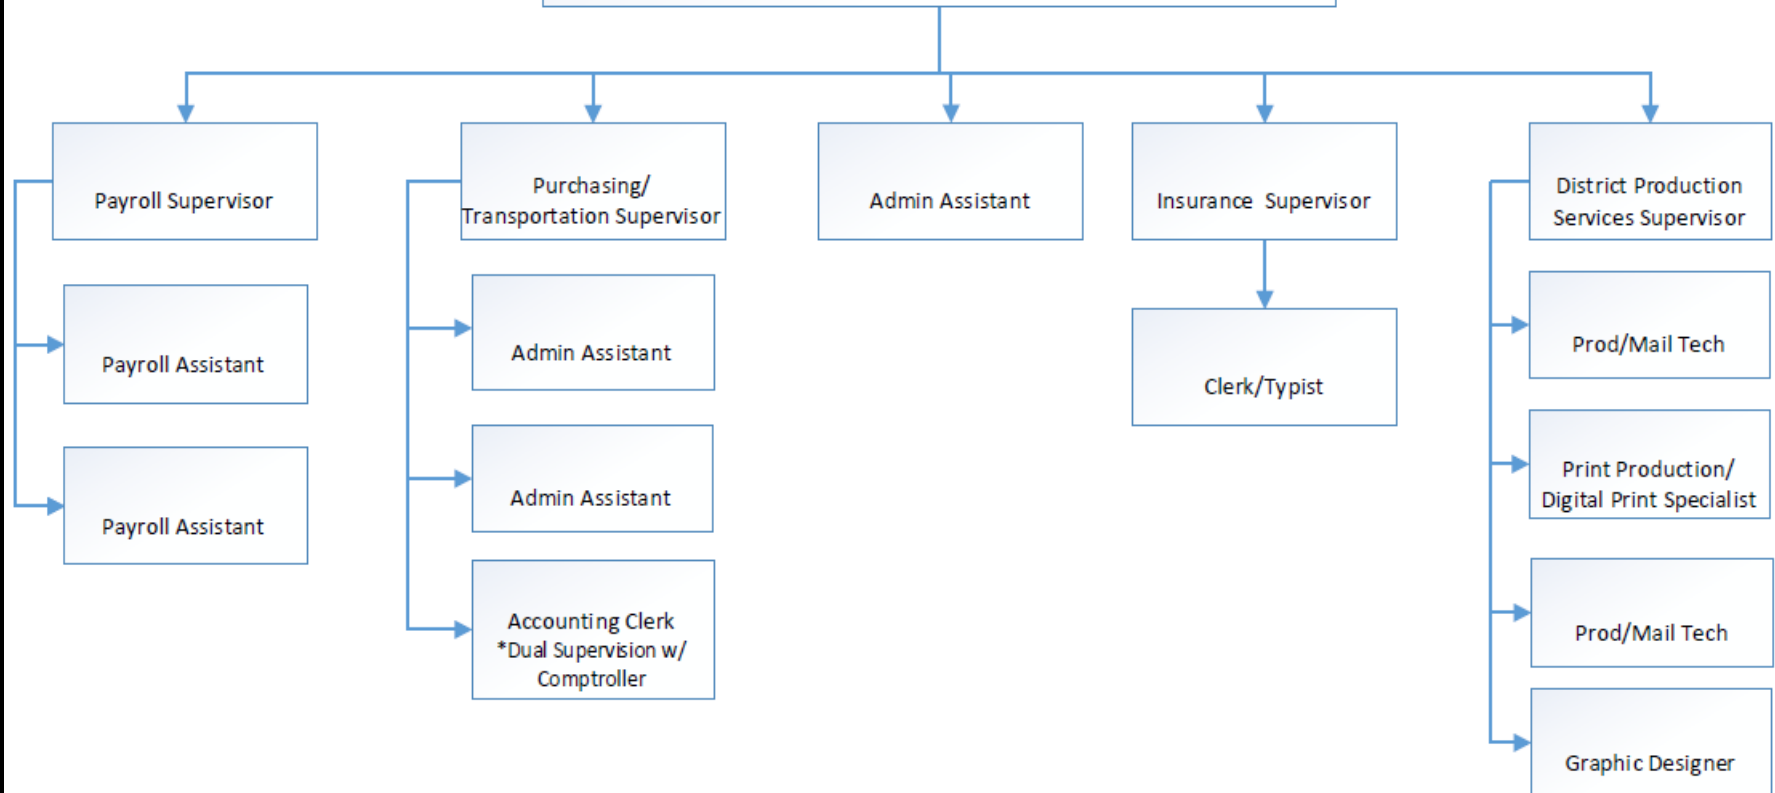 Payroll Supervisor
Purchasing/
Transportation Supervisor
Admin Assistant
Insurance Supervisor
District Production
Services Supervisor
Payroll Assistant
Payroll Assistant
Admin Assistant
Admin Assistant
Accounting Clerk
*Dual Supervision w/
Comptroller
Clerk/Typist
Prod/Mail Tech
Print Production/
Digital Print Specialist
Prod/Mail Tech
Graphic Designer